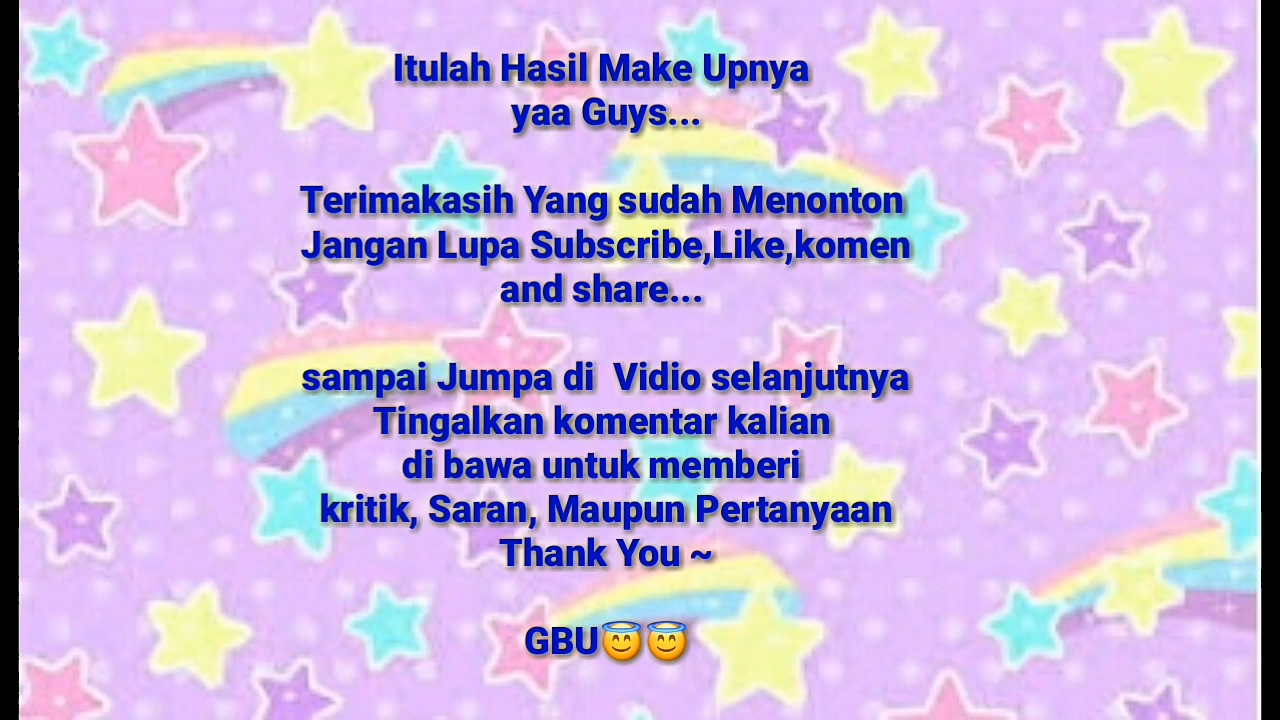 Itulah Hasil Make Upnya
yaa Guys...
Terimakasih Yang sudah Menonton
Jangan Lupa Subscribe,Like,komen
and share...
sampai Jumpa di  Vidio selanjutnya
Tingalkan komentar kalian
di bawa untuk memberi
kritik, Saran, Maupun Pertanyaan
Thank You ~
GBU😇😇